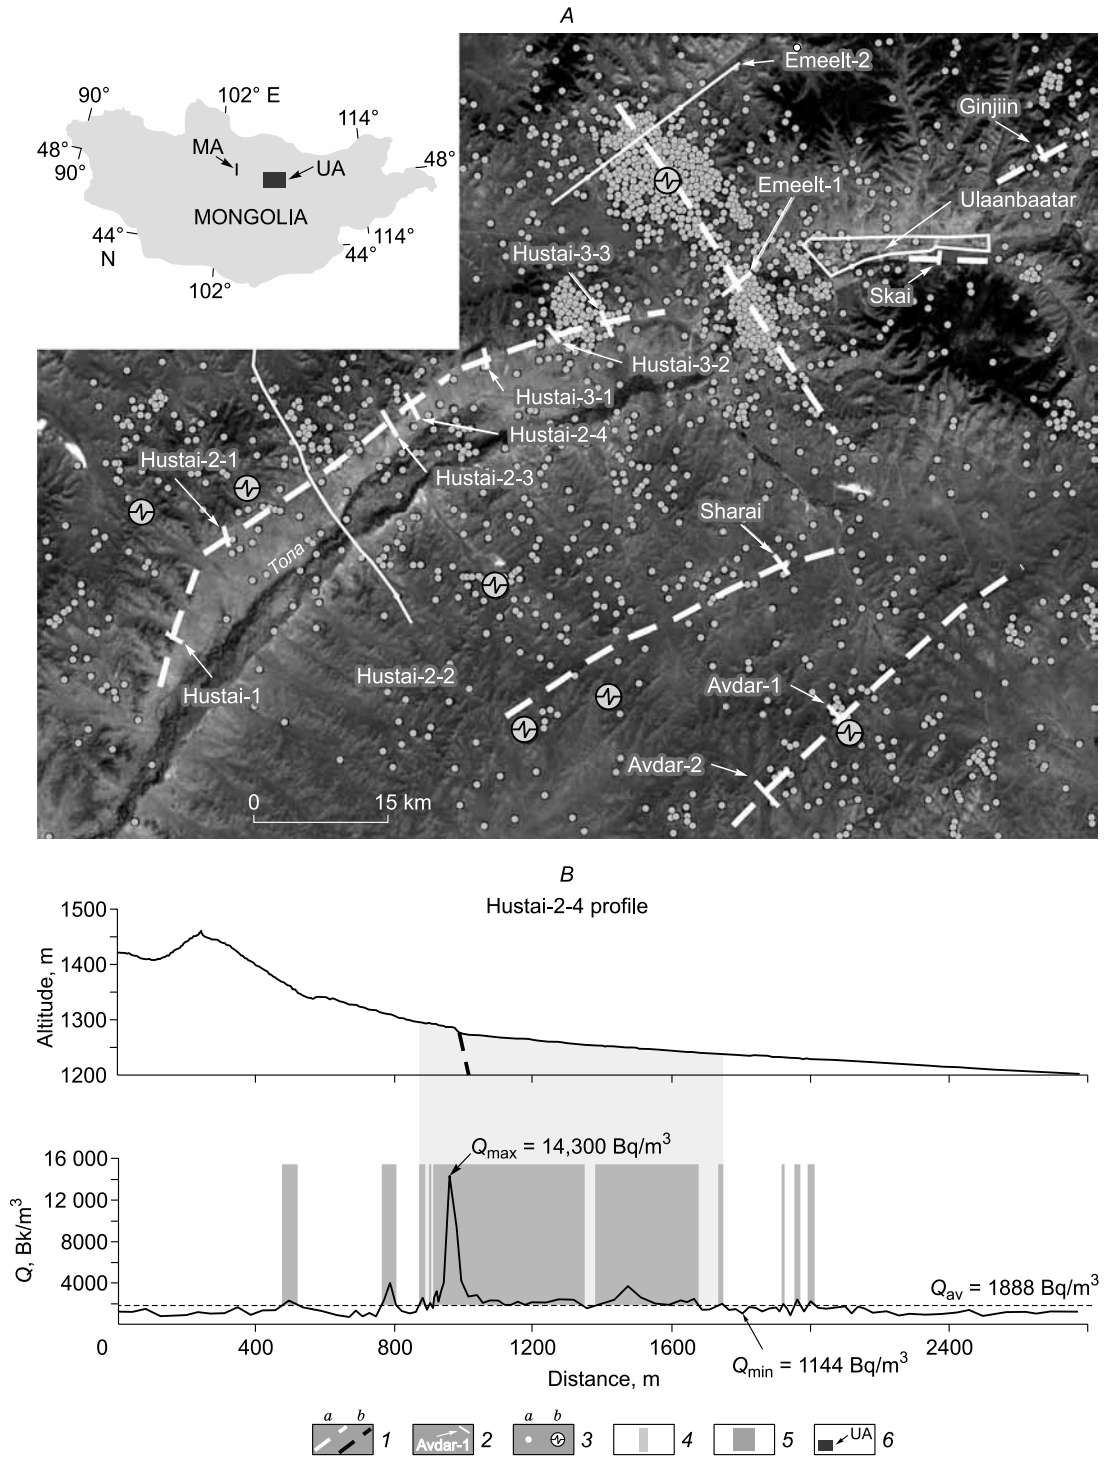 A
90°
102° E
114°
48°
90°
MA
UA
48°
MONGOLIA
44°
N
102°
44°
114°
Emeelt-2
Ginjiin
Emeelt-1
Ulaanbaatar
Hustai-3-3
Skai
Hustai-3-2
Hustai-3-1
Hustai-2-4
Hustai-2-1
Hustai-2-3
Sharai
Тола
Hustai-2-2
Hustai-1
Avdar-1
Avdar-2
0 15 km
B
Hustai-2-4 profile
1500
1400
1300
1200
Altitude, m
Qmax = 14,300 Bq/m³
16 000
12 000
8000
4000
Q, Bk/m³
Qav = 1888 Bq/m³
0 400 800 1200 1600 2400
Qmin = 1144 Bq/m³
Distance, m
a b 1
Avdar-1 2
a b 3
4
5
UA 6